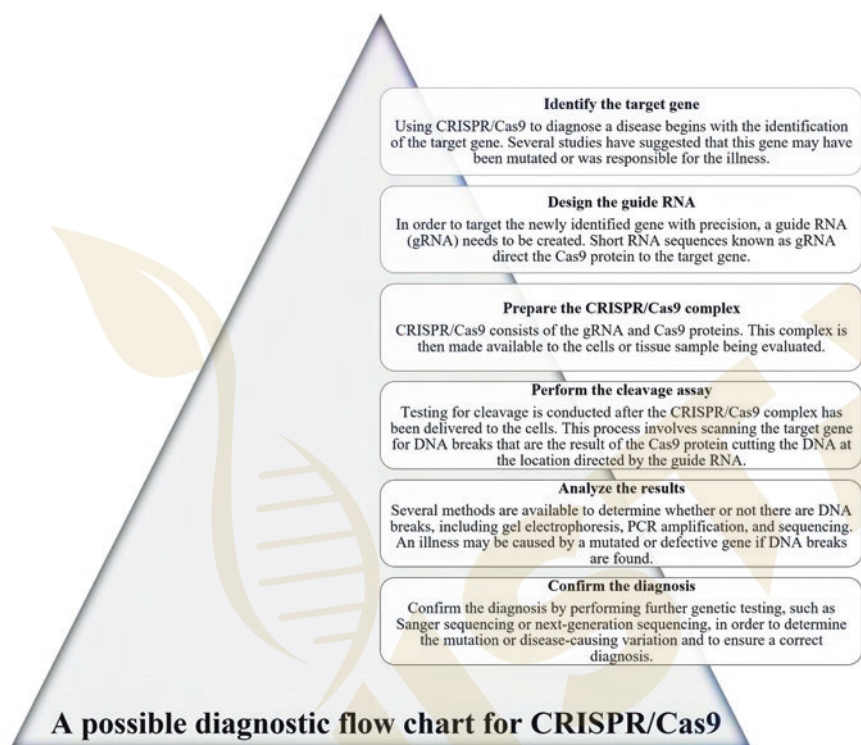 Identify the target gene
Using CRISPR/Cas9 to diagnose a disease begins with the identification
of the target gene. Several studies have suggested that this gene may have
been mutated or was responsible for the illness.
Design the guide RNA
In order to target the newly identified gene with precision, a guide RNA
(gRNA) needs to be created. Short RNA sequences known as gRNA
direct the Cas9 protein to the target gene.
Prepare the CRISPR/Cas9 complex
CRISPR/Cas9 consists of the gRNA and Cas9 proteins. This complex is
then made available to the cells or tissue sample being evaluated.
Perform the cleavage assay
Testing for cleavage is conducted after the CRISPR/Cas9 complex has
been delivered to the cells. This process involves scanning the target gene
for DNA breaks that are the result of the Cas9 protein cutting the DNA at
the location directed by the guide RNA.
Analyze the results
Several methods are available to determine whether or not there are DNA
breaks, including gel electrophoresis, PCR amplification, and sequencing.
An illness may be caused by a mutated or defective gene if DNA breaks
are found.
Confirm the diagnosis
Confirm the diagnosis by performing further genetic testing, such as
Sanger sequencing or next-generation sequencing, in order to determine
the mutation or disease-causing variation and to ensure a correct
diagnosis.
A possible diagnostic flow chart for CRISPR/Cas9